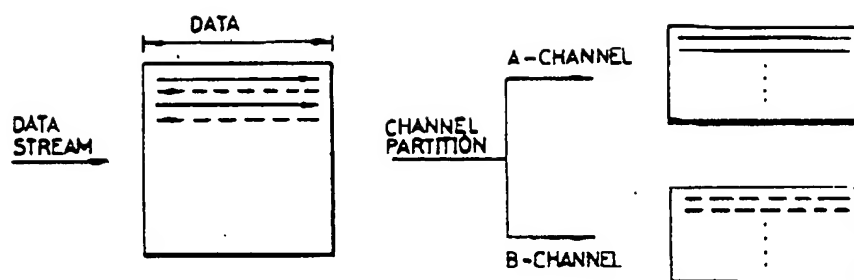 DATA
A-CHANNEL
DATA
STREAM
CHANNEL
PARTITION
B-CHANNEL